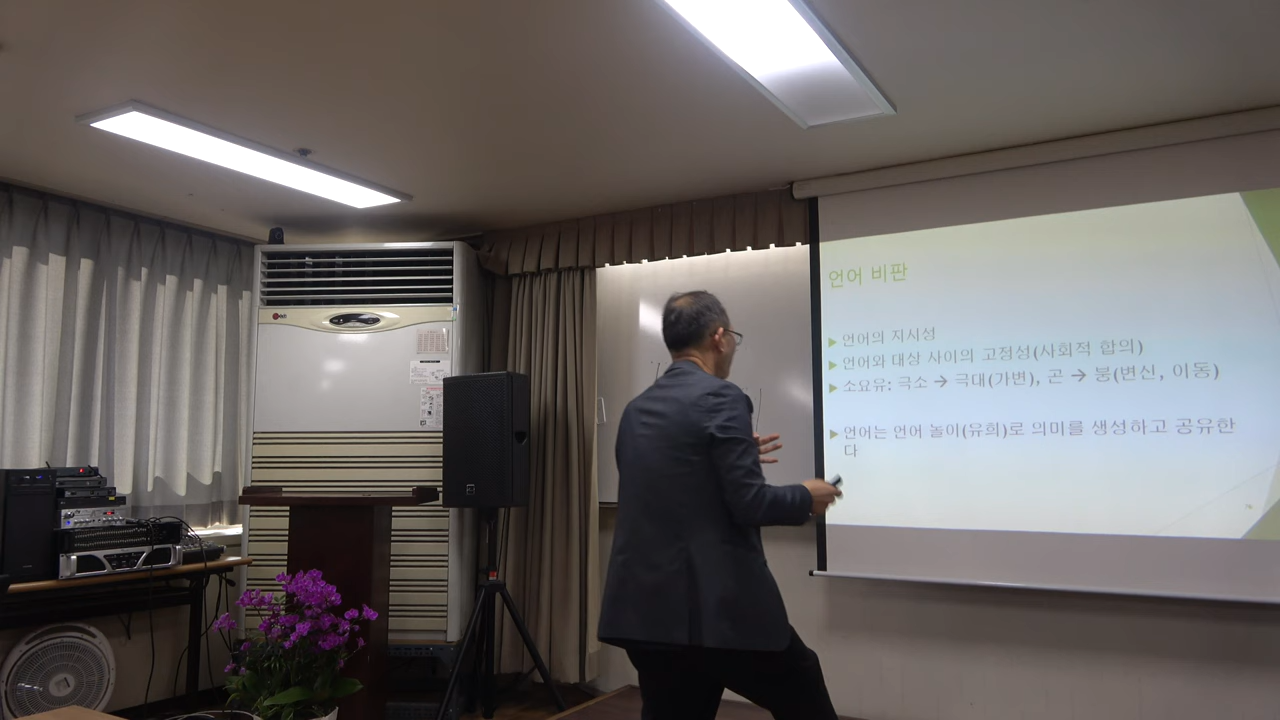 언어 비판
언어의 지시성
언어와 대상 사이의 고정성(사회적 합의)
소요유: 극소 → 극대(가변), 곤 → 붕(변신, 이동)
언어는 언어 놀이(유희)로 의미를 생성하고 공유한
다